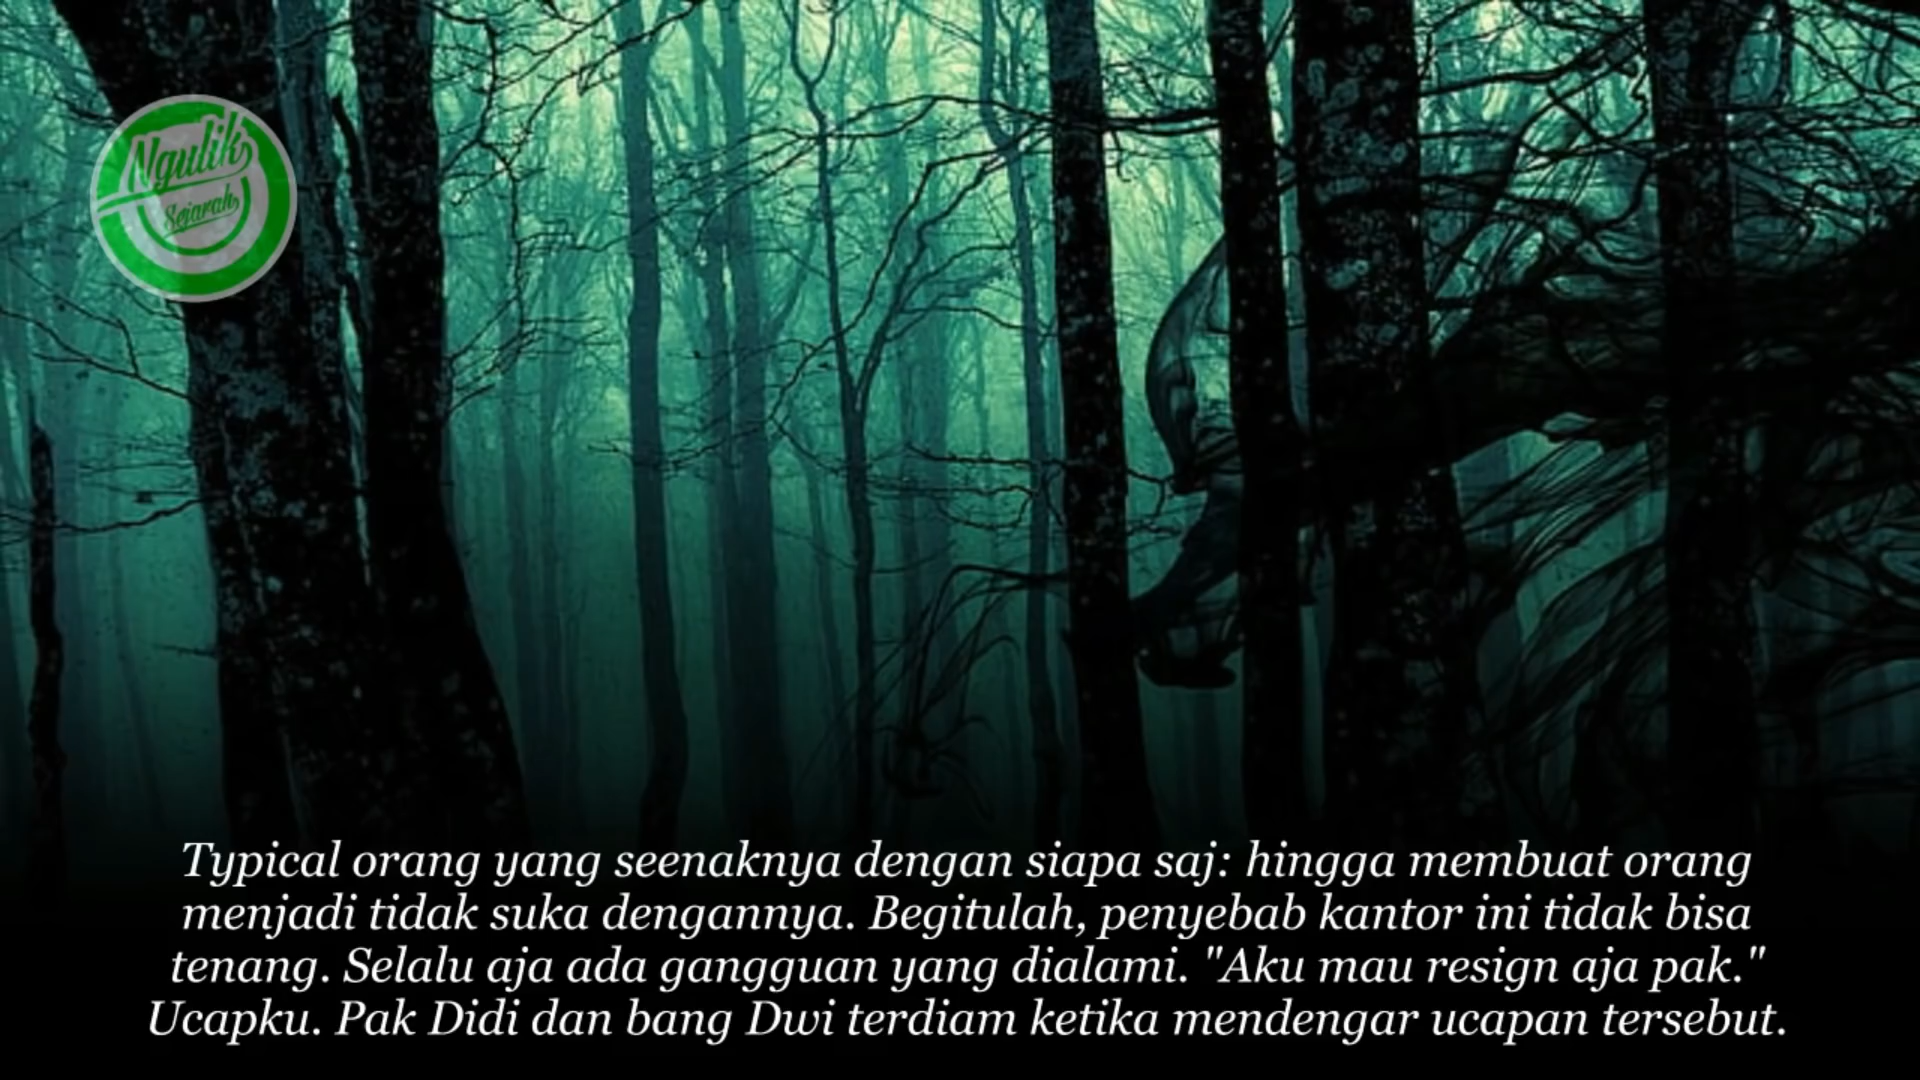 Ngulik
Sejarah
Typical orang yang seenaknya dengan siapa saj: hingga membuat orang
menjadi tidak suka dengannya. Begitulah, penyebab kantor ini tidak bisa
tenang. Selalu aja ada gangguan yang dialami. "Aku mau resign aja pak."
Ucapku. Pak Didi dan bang Dwi terdiam ketika mendengar ucapan tersebut.